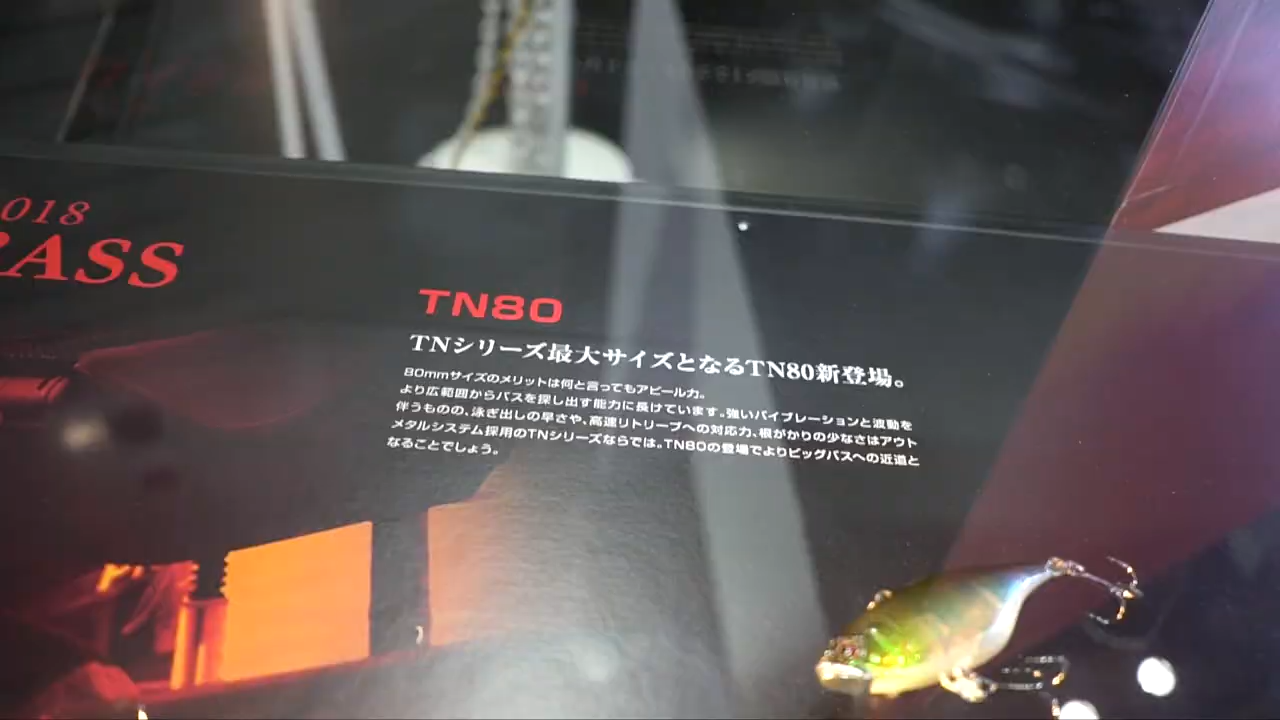 018
BASS
TN80
TNシリーズ最大サイズとなるTN80新登場。
80mmサイズのメリットは何と言ってもアピール力。
より広範囲からバスを探し出す能力に長けています。強いバイブレーションと波動を
伴うものの、泳ぎ出しの早さや、高速リトリーブへの対応力、根がかりの少なさはアウト
メタルシステム採用のTNシリーズならでは。TN80の登場でよりビッグバスへの近道と
なることでしょう。